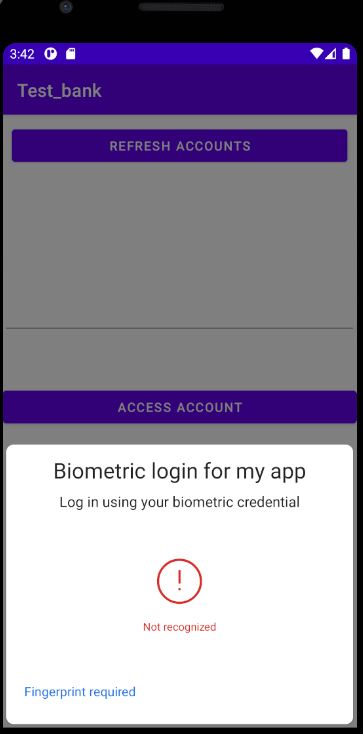 3:42
Test_bank
REFRESH ACCOUNTS
ACCESS ACCOUNT
Biometric login for my app
Log in using your biometric credential
!
Not recognized
Fingerprint required